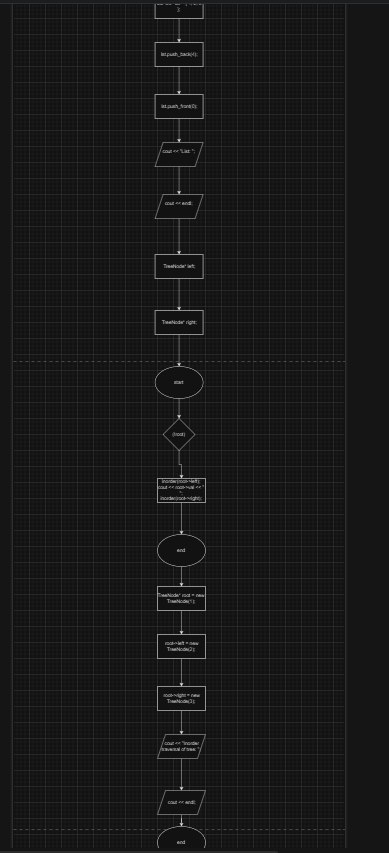 3
list.push_back(4);
list.push_front(0);
cout << "List: ";
cout << endl;
TreeNode* left;
TreeNode* right;
start
(!root)
inorder(root->left);
cout << root->val << "
";
inorder(root->right);
end
TreeNode* root = new
TreeNode(1);
root->left = new
TreeNode(2);
root->right = new
TreeNode(3);
cout << "Inorder
traversal of tree: ";
cout << endl;
end